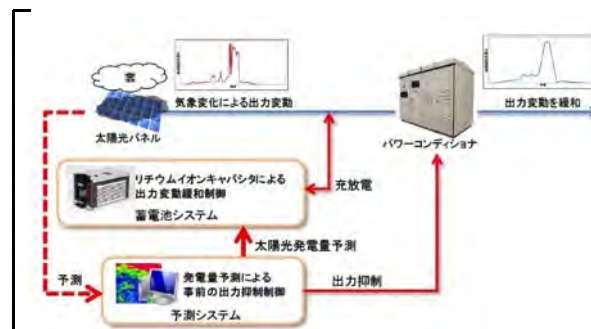 雲
太陽光パネル
気象変化による出力変動
パワーコンディショナ
出力変動を緩和
リチウムイオンキャパシタによる
出力変動緩和制御
蓄電池システム
充放電
太陽光発電量予測
予測
発電量予測による
事前の出力抑制制御
予測システム
出力抑制